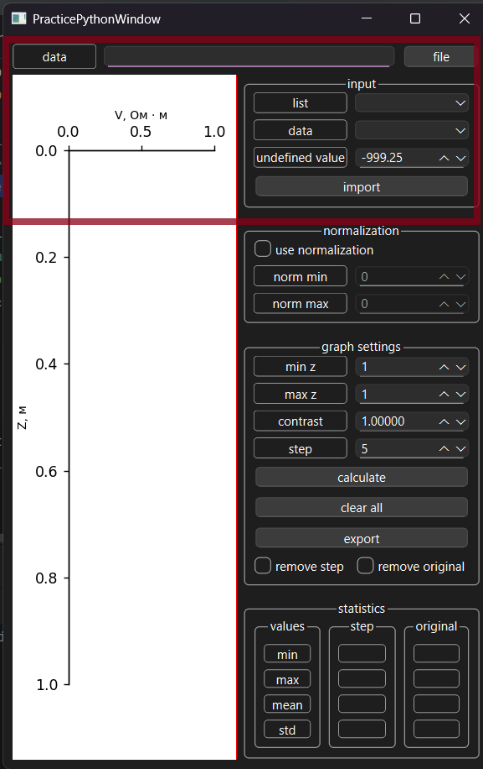 PracticePythonWindow
data file
V, Ом · м
0.0 0.5 1.0
0.0
0.2
0.4
0.6
0.8
1.0
Z, м
input
list
data
undefined value -999.25
import
normalization
use normalization
norm min 0
norm max 0
graph settings
min z 1
max z 1
contrast 1.00000
step 5
calculate
clear all
export
remove step remove original
statistics
values step original
min
max
mean
std